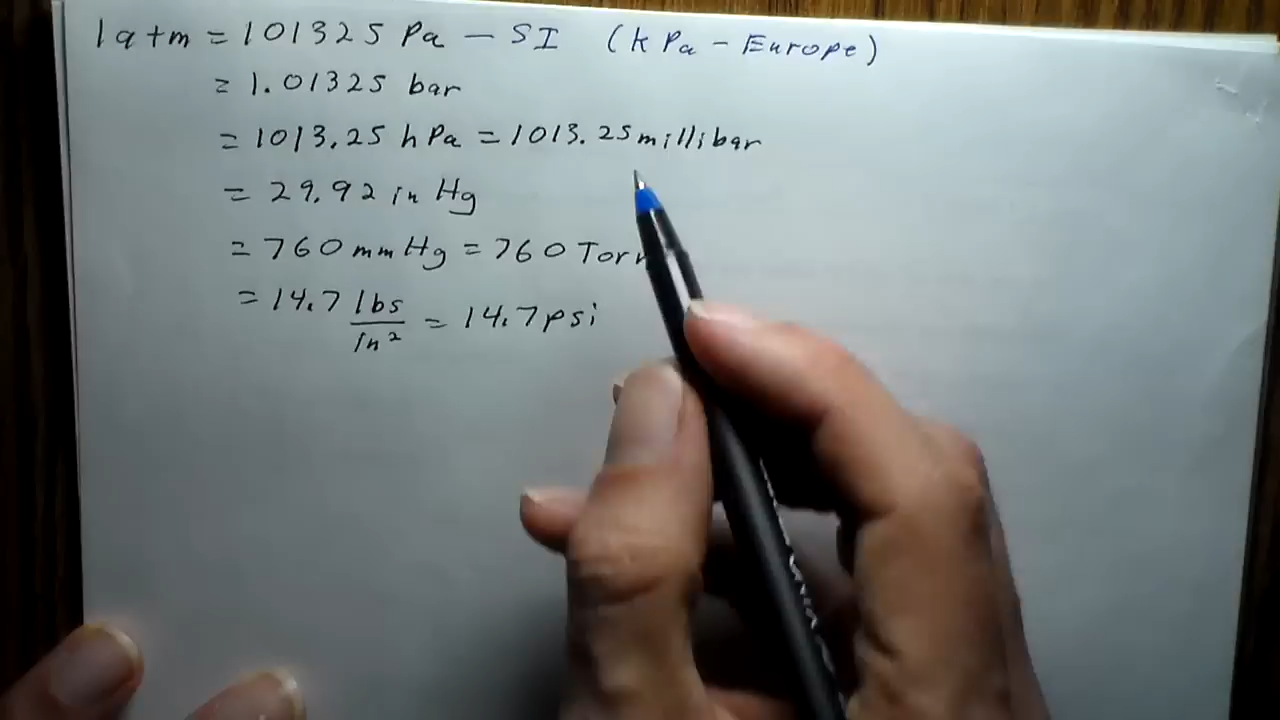 1atm = 101325 Pa – SI (kPa – Europe)
= 1.01325 bar
= 1013.25 hPa = 1013.25 millibar
= 29.92 in Hg
= 760 mmHg = 760 Torr
= 14.7 lbs/in² = 14.7 psi